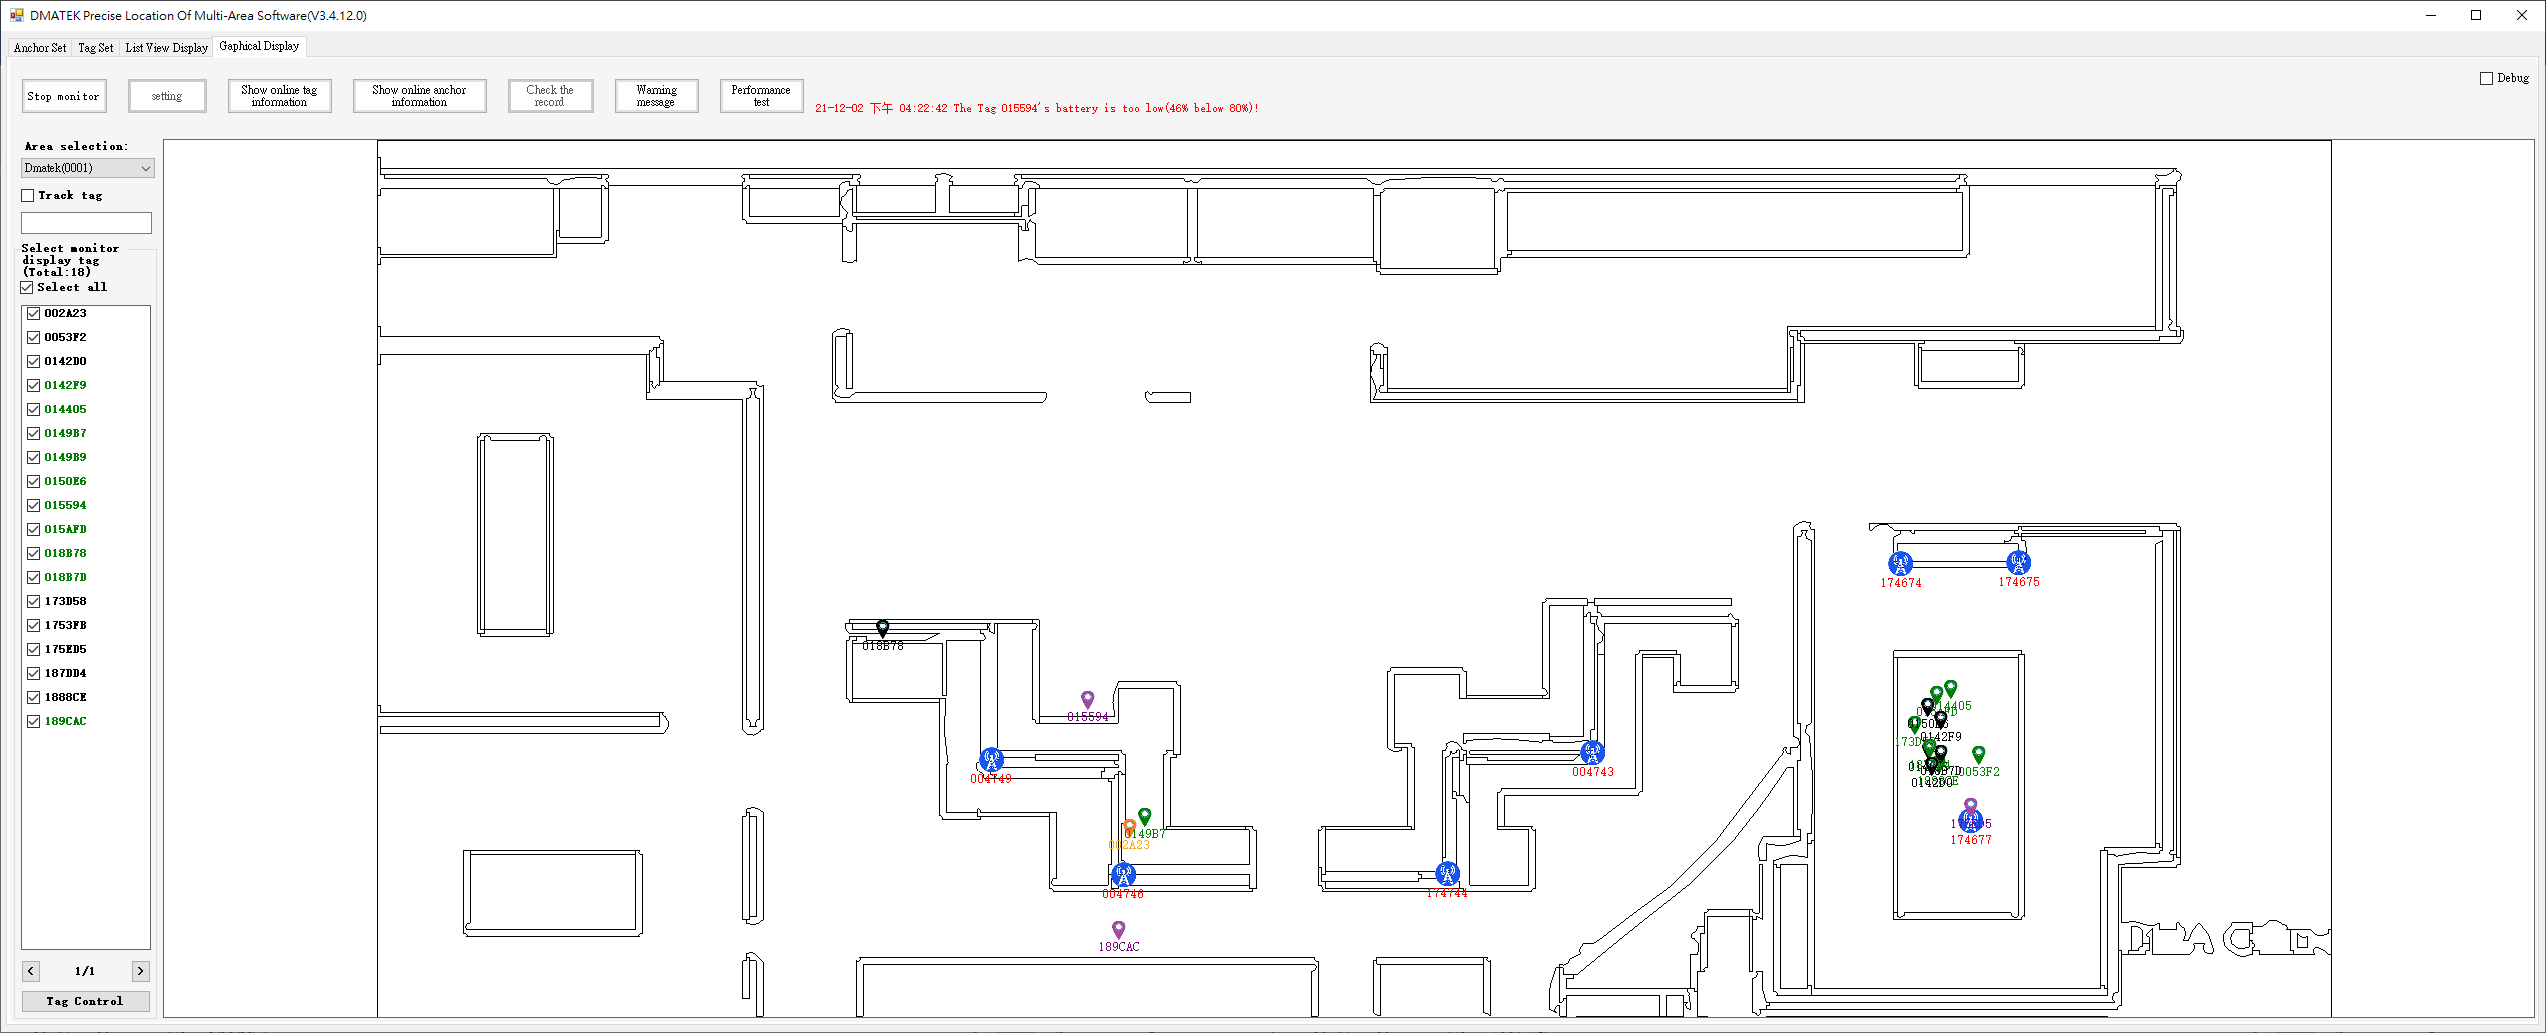 DMATEK Precise Location Of Multi-Area Software(V3.4.12.0)
Anchor Set
Tag Set
List View Display
Gaphical Display
Stop monitor
setting
Show online tag
information
Show online anchor
information
Check the
record
Warning
message
Performance
test
21-12-02 下午 04:22:42 The Tag 015594's battery is too low(46% below 80%)!
Debug
Area selection:
Dmatek(0001)
Track tag
Select monitor
display tag
(Total:18)
Select all
002A23
0053F2
0142D0
0142F9
014405
0149B7
0149B9
0150E6
015594
015AFD
018B78
018B7D
173D58
1753FB
175ED5
187DD4
1888CE
189CAC
< 1/1 >
Tag Control
174674
174675
018B78
015594
004749
004743
0149B7
002A23
004746
174744
189CAC
014405
0142F9
0053F2
0142D0
174677